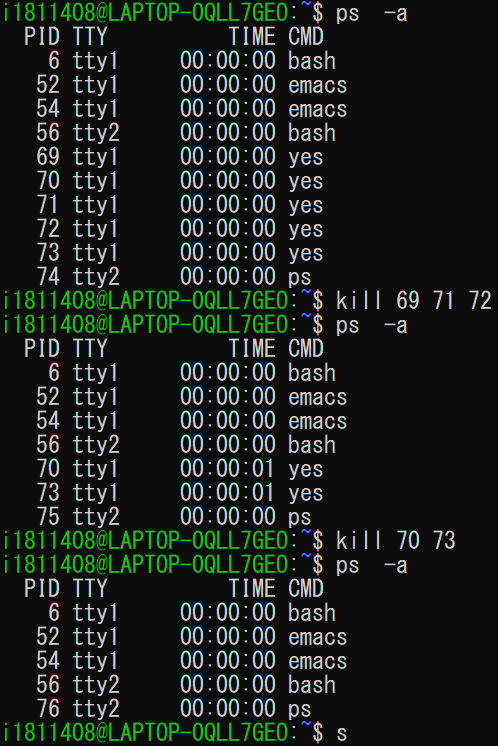 i1811408@LAPTOP-OQLL7GEO:~$ ps  -a
  PID TTY          TIME CMD
    6 tty1     00:00:00 bash
   52 tty1     00:00:00 emacs
   54 tty1     00:00:00 emacs
   56 tty2     00:00:00 bash
   69 tty1     00:00:00 yes
   70 tty1     00:00:00 yes
   71 tty1     00:00:00 yes
   72 tty1     00:00:00 yes
   73 tty1     00:00:00 yes
   74 tty2     00:00:00 ps
i1811408@LAPTOP-OQLL7GEO:~$ kill 69 71 72
i1811408@LAPTOP-OQLL7GEO:~$ ps  -a
  PID TTY          TIME CMD
    6 tty1     00:00:00 bash
   52 tty1     00:00:00 emacs
   54 tty1     00:00:00 emacs
   56 tty2     00:00:00 bash
   70 tty1     00:00:01 yes
   73 tty1     00:00:01 yes
   75 tty2     00:00:00 ps
i1811408@LAPTOP-OQLL7GEO:~$ kill 70 73
i1811408@LAPTOP-OQLL7GEO:~$ ps  -a
  PID TTY          TIME CMD
    6 tty1     00:00:00 bash
   52 tty1     00:00:00 emacs
   54 tty1     00:00:00 emacs
   56 tty2     00:00:00 bash
   76 tty2     00:00:00 ps
i1811408@LAPTOP-OQLL7GEO:~$ s